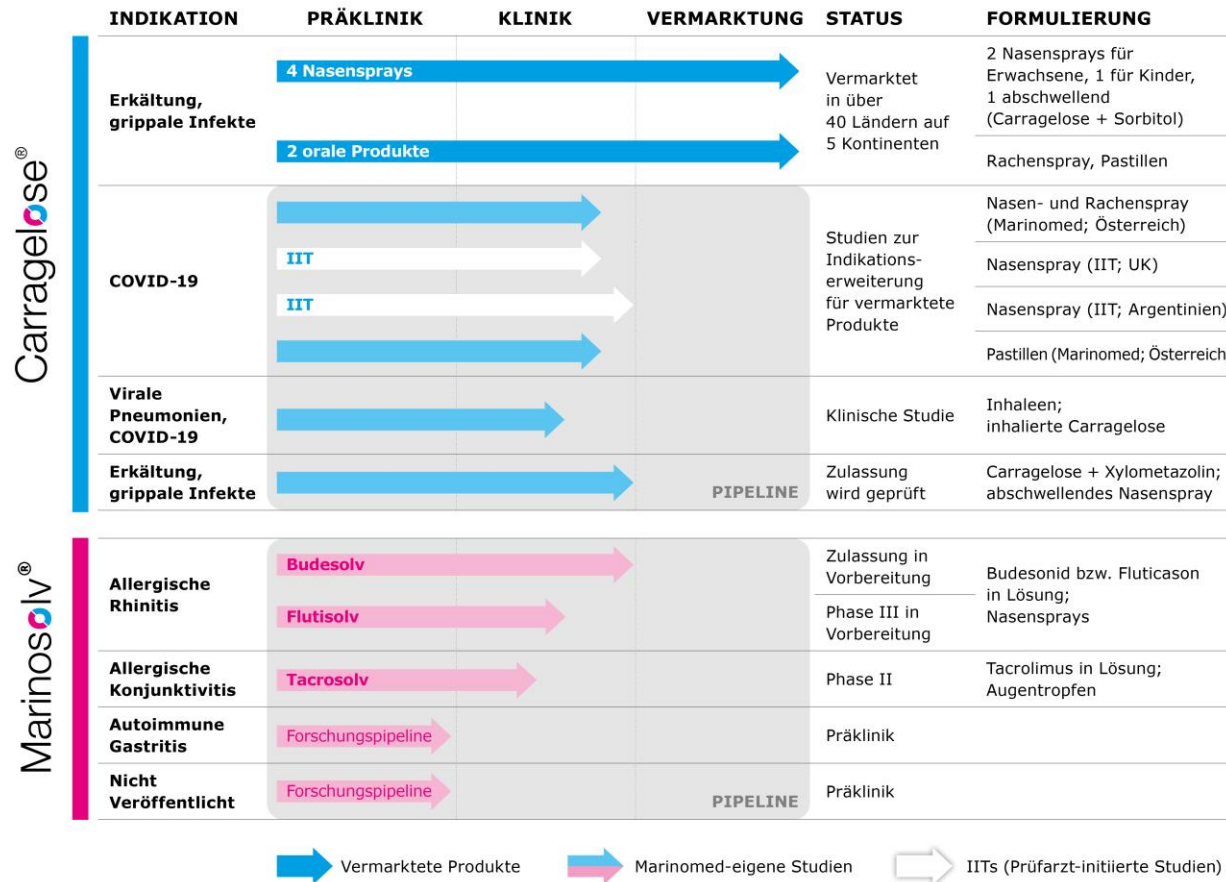 INDIKATION PRÄKLINIK KLINIK VERMARKTUNG STATUS FORMULIERUNG
Carragelose®
Erkältung,
grippale Infekte
4 Nasensprays
2 orale Produkte
Vermarktet
in über
40 Ländern auf
5 Kontinenten
2 Nasensprays für
Erwachsene, 1 für Kinder,
1 abschwellend
(Carragelose + Sorbitol)
Rachenspray, Pastillen
COVID-19
IIT
IIT
Studien zur
Indikations-
erweiterung
für vermarktete
Produkte
Nasen- und Rachenspray
(Marinomed; Österreich)
Nasenspray (IIT; UK)
Nasenspray (IIT; Argentinien)
Pastillen (Marinomed; Österreich
Virale
Pneumonien,
COVID-19
Klinische Studie
Inhaleen;
inhalierte Carragelose
Erkältung,
grippale Infekte
PIPELINE
Zulassung
wird geprüft
Carragelose + Xylometazolin;
abschwellendes Nasenspray
Marinosolv®
Allergische
Rhinitis
Budesolv
Flutisolv
Zulassung in
Vorbereitung
Phase III in
Vorbereitung
Budesonid bzw. Fluticason
in Lösung;
Nasensprays
Allergische
Konjunktivitis
Tacrosolv
Phase II
Tacrolimus in Lösung;
Augentropfen
Autoimmune
Gastritis
Forschungspipeline
Präklinik
Nicht
Veröffentlicht
Forschungspipeline
PIPELINE
Präklinik
Vermarktete Produkte
Marinomed-eigene Studien
IITs (Prüfarzt-initiierte Studien)